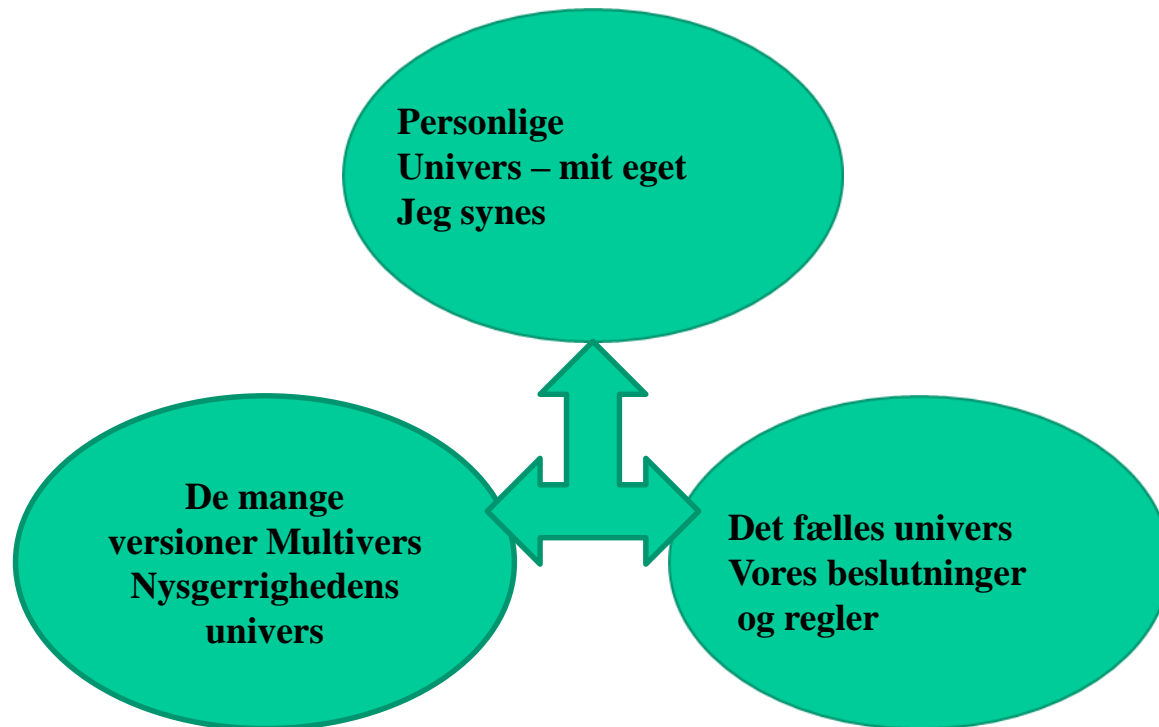 Personlige
Univers – mit eget
Jeg synes
De mange
versioner Multivers
Nysgerrighedens
univers
Det fælles univers
Vores beslutninger
og regler